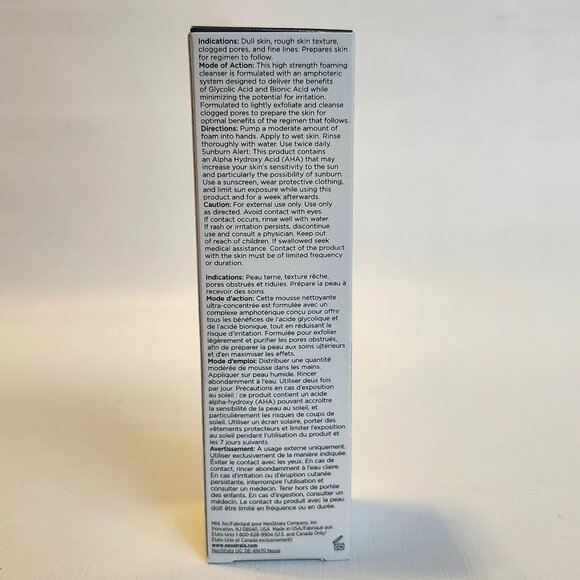 Indications: Dull skin, rough skin texture,
clogged pores, and fine lines. Prepares skin
for regimen to follow.
Mode of Action: This high strength foaming
cleanser is formulated with an amphoteric
system designed to deliver the benefits
of Glycolic Acid and Bionic Acid while
minimizing the potential for irritation.
Formulated to lightly exfoliate and cleanse
clogged pores to prepare the skin for
optimal benefits of the regimen that follows.
Directions: Pump a moderate amount of
foam into hands. Apply to wet skin. Rinse
thoroughly with water. Use twice daily.
Sunburn Alert: This product contains
an Alpha Hydroxy Acid (AHA) that may
increase your skin's sensitivity to the sun
and particularly the possibility of sunburn.
Use a sunscreen, wear protective clothing,
and limit sun exposure while using this
product and for a week afterwards.
Caution: For external use only. Use only
as directed. Avoid contact with eyes.
If contact occurs, rinse well with water.
If rash or irritation persists, discontinue
use and consult a physician. Keep out
of reach of children. If swallowed seek
medical assistance. Contact of the product
with the skin must be of limited frequency
or duration.
Indications: Peau terne, texture rêche,
pores obstrués et ridules. Prépare la peau à
recevoir des soins.
Mode d'action: Cette mousse nettoyante
ultra-concentrée est formulée avec un
complexe amphotérique conçu pour offrir
tous les bénéfices de l'acide glycolique et
de l'acide bionique, tout en réduisant le
risque d'irritation. Formulée pour exfolier
légèrement et purifier les pores obstrués,
afin de préparer la peau aux soins ultérieurs
et d'en maximiser les effets.
Mode d'emploi: Distribuer une quantité
modérée de mousse dans les mains.
Appliquer sur peau humide. Rincer
abondamment à l'eau. Utiliser deux fois
par jour. Précautions en cas d'exposition
au soleil : ce produit contient un acide
alpha-hydroxy (AHA) pouvant accroître
la sensibilité de la peau au soleil, et
particulièrement les risques de coups de
soleil. Utiliser un écran solaire, porter des
vêtements protecteurs et limiter l'exposition
au soleil pendant l'utilisation du produit et
les 7 jours suivants.
Avertissement: À usage externe uniquement.
Utiliser exclusivement de la manière indiquée.
Éviter le contact avec les yeux. En cas de
contact, rincer abondamment à l'eau claire.
En cas d'irritation ou d'éruption cutanée
persistante, interrompre l'utilisation et
consulter un médecin. Tenir hors de portée
des enfants. En cas d'ingestion, consulter un
médecin. Le contact du produit avec la peau
doit être limité en fréquence ou en durée.
Mfd. for/Fabriqué pour NeoStrata Company, Inc.
Princeton, NJ 08540, USA Made in USA/Fabriqué aux
États-Unis 1-800-628-9904 (U.S. and Canada Only/
États-Unis et Canada exclusivement)
www.neostrata.com
NeoStrata UG, DE-41470 Neuss
12M